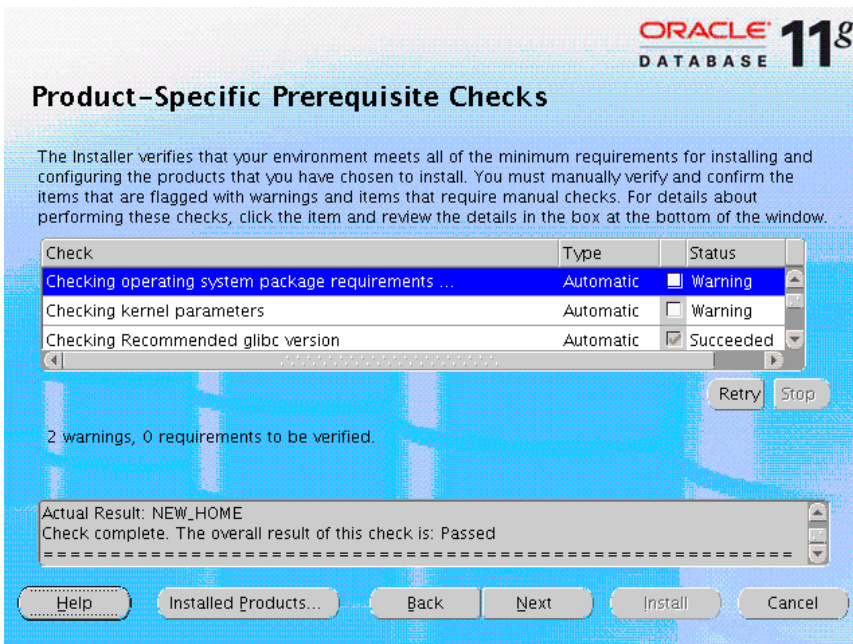 ORACLE 11g
DATABASE
Product-Specific Prerequisite Checks
The Installer verifies that your environment meets all of the minimum requirements for installing and
configuring the products that you have chosen to install. You must manually verify and confirm the
items that are flagged with warnings and items that require manual checks. For details about
performing these checks, click the item and review the details in the box at the bottom of the window.
Check Type Status
Checking operating system package requirements ... Automatic Warning
Checking kernel parameters Automatic Warning
Checking Recommended glibc version Automatic Succeeded
Retry Stop
2 warnings, 0 requirements to be verified.
Actual Result: NEW_HOME
Check complete. The overall result of this check is: Passed
=========================================================
Help Installed Products... Back Next Install Cancel